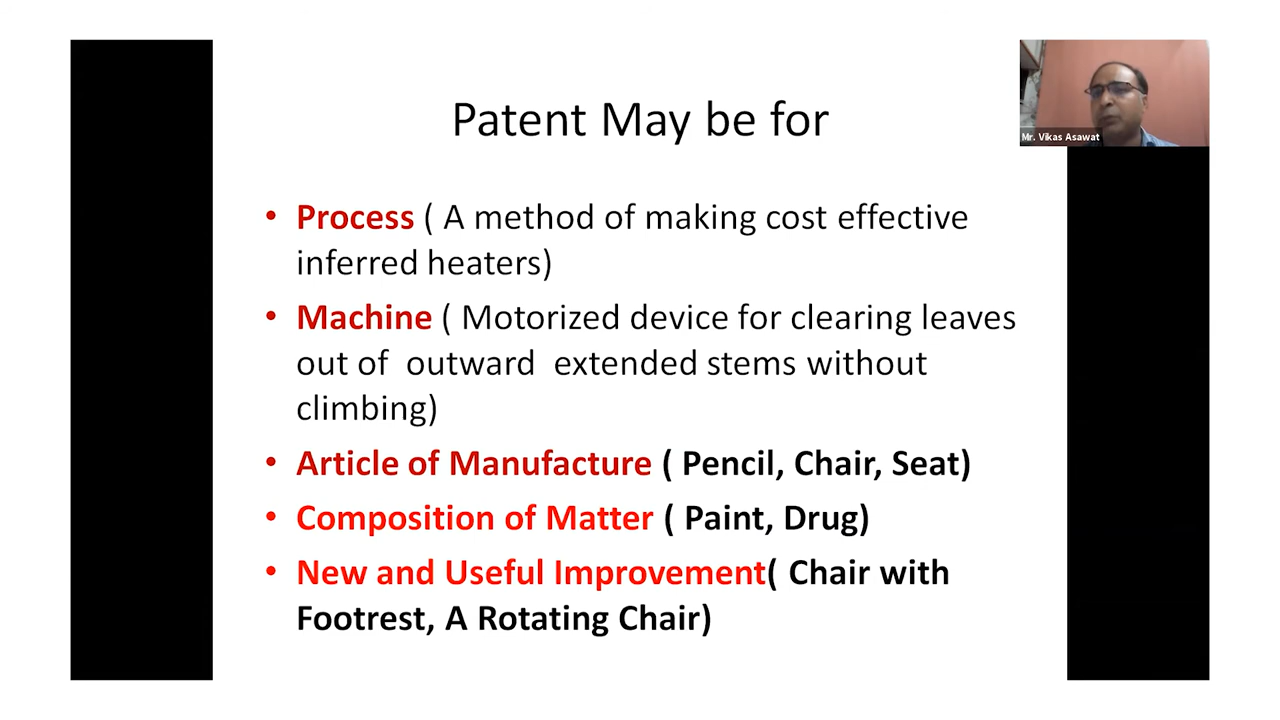 Patent May be for
Mr. Vikas Asawat
• Process ( A method of making cost effective
inferred heaters)
• Machine ( Motorized device for clearing leaves
out of  outward  extended stems without
climbing)
• Article of Manufacture ( Pencil, Chair, Seat)
• Composition of Matter ( Paint, Drug)
• New and Useful Improvement( Chair with
Footrest, A Rotating Chair)